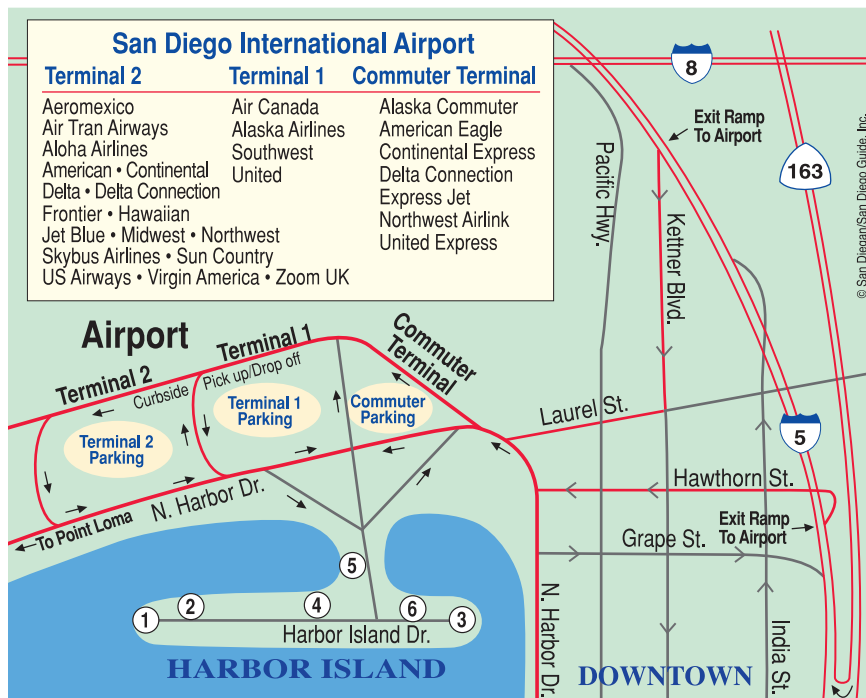 San Diego International Airport
Terminal 2
Aeromexico
Air Tran Airways
Aloha Airlines
American • Continental
Delta • Delta Connection
Frontier • Hawaiian
Jet Blue • Midwest • Northwest
Skybus Airlines • Sun Country
US Airways • Virgin America • Zoom UK
Terminal 1
Air Canada
Alaska Airlines
Southwest
United
Commuter Terminal
Alaska Commuter
American Eagle
Continental Express
Delta Connection
Express Jet
Northwest Airlink
United Express
8
Exit Ramp
To Airport
163
© San Diegan/San Diego Guide, Inc.
Pacific Hwy.
Kettner Blvd.
Airport
Terminal 2
Terminal 1
Commuter
Terminal
Curbside
Pick up/Drop off
Terminal 2
Parking
Terminal 1
Parking
Commuter
Parking
Laurel St.
5
Hawthorn St.
N. Harbor Dr.
To Point Loma
Exit Ramp
To Airport
Grape St.
5
1
2
4
6
3
Harbor Island Dr.
HARBOR ISLAND
N. Harbor Dr.
DOWNTOWN
India St.